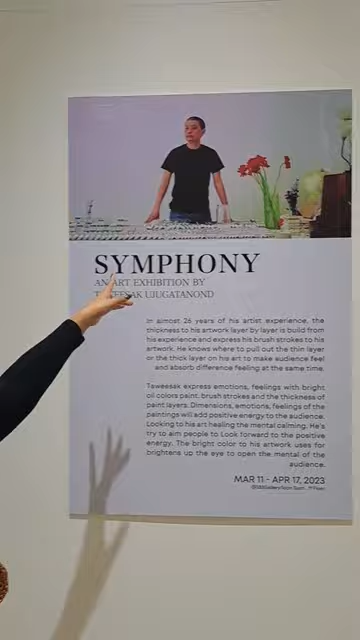 SYMPHONY
AN ART EXHIBITION BY
TAWEESAK UJUGATANOND
In almost 26 years of his artist experience, the
thickness to his artwork layer by layer is build from
his experience and express his brush strokes to his
artwork. He knows where to pull out the thin layer
or the thick layer on his art to make audience feel
and absorb difference feeling at the same time.
Taweesak express emotions, feelings with bright
oil colors paint, brush strokes and the thickness of
paint layers. Dimensions, emotions, feelings of the
paintings will add positive energy to the audience.
Looking to his art healing the mental calming. He's
try to aim people to Look forward to the positive
energy. The bright color to his artwork uses for
brightens up the eye to open the mental of the
audience.
MAR 11 - APR 17, 2023